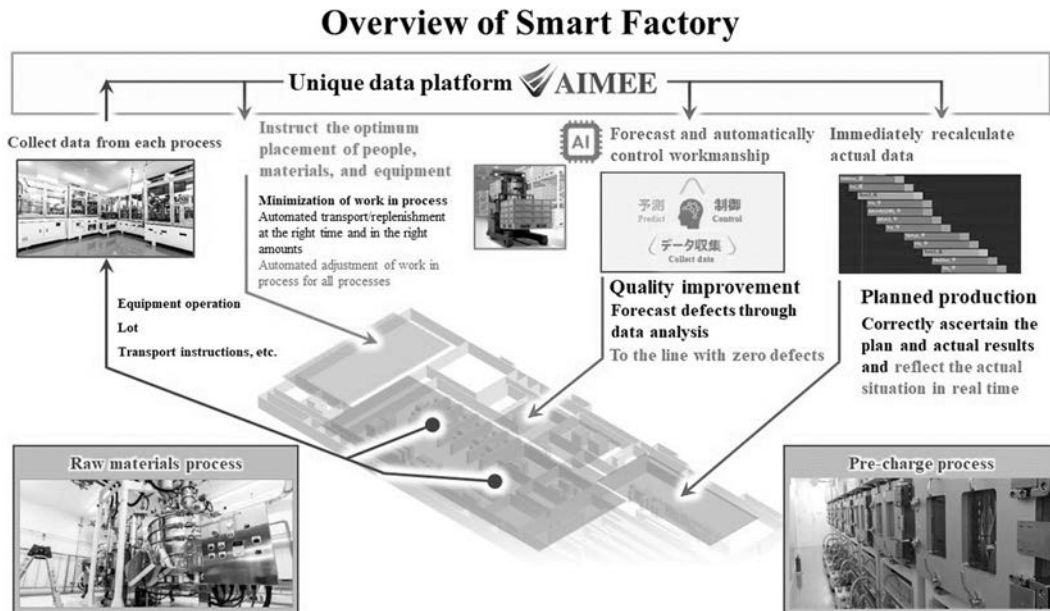 Overview of Smart Factory
Unique data platform AIMEE
Collect data from each process
Instruct the optimum
placement of people,
materials, and equipment
Minimization of work in process
Automated transport/replenishment
at the right time and in the right
amounts
Automated adjustment of work in
process for all processes
AI
Forecast and automatically
control workmanship
予測
Predict
制御
Control
データ収集
Collect data
Immediately recalculate
actual data
Equipment operation
Lot
Transport instructions, etc.
Quality improvement
Forecast defects through
data analysis
To the line with zero defects
Planned production
Correctly ascertain the
plan and actual results
and reflect the actual
situation in real time
Raw materials process
Pre-charge process